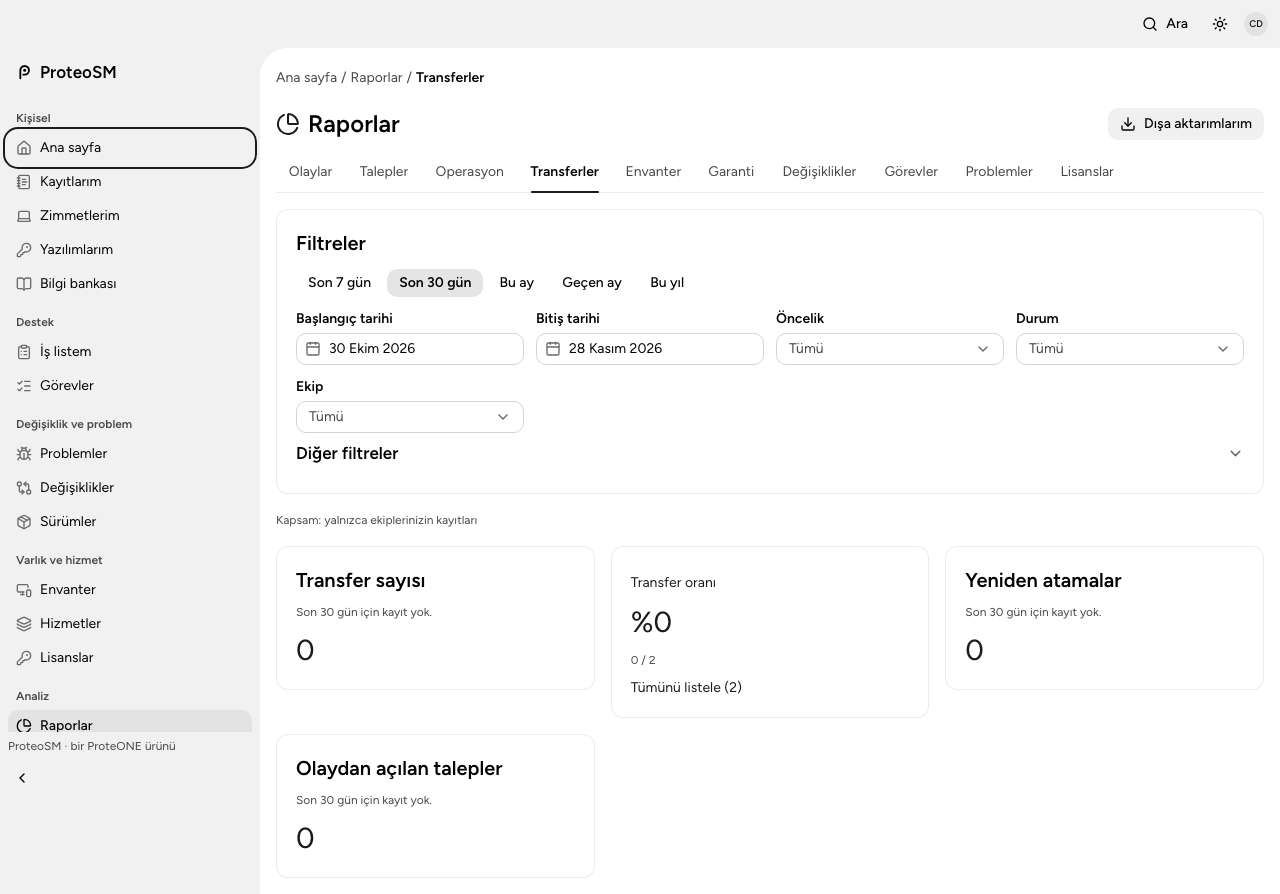 Ara
CD
ProteoSM
Kişisel
Ana sayfa
Kayıtlarım
Zimmetlerim
Yazılımlarım
Bilgi bankası
Destek
İş listem
Görevler
Değişiklik ve problem
Problemler
Değişiklikler
Sürümler
Varlık ve hizmet
Envanter
Hizmetler
Lisanslar
Analiz
Raporlar
ProteoSM · bir ProteONE ürünü
Ana sayfa / Raporlar / Transferler
Raporlar
Dışa aktarımlarım
Olaylar Talepler Operasyon Transferler Envanter Garanti Değişiklikler Görevler Problemler Lisanslar
Filtreler
Son 7 gün Son 30 gün Bu ay Geçen ay Bu yıl
Başlangıç tarihi Bitiş tarihi Öncelik Durum
30 Ekim 2026 28 Kasım 2026 Tümü Tümü
Ekip
Tümü
Diğer filtreler
Kapsam: yalnızca ekiplerinizin kayıtları
Transfer sayısı
Son 30 gün için kayıt yok.
0
Transfer oranı
%0
0 / 2
Tümünü listele (2)
Yeniden atamalar
Son 30 gün için kayıt yok.
0
Olaydan açılan talepler
Son 30 gün için kayıt yok.
0